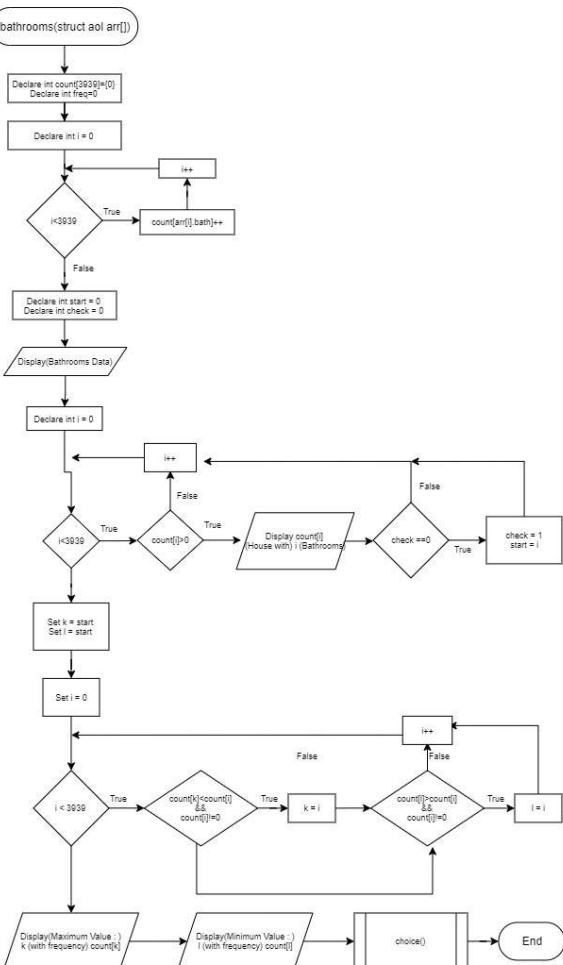 bathrooms(struct aol arr[])
Declare int count[3939]={0}
Declare int freq=0
Declare int i = 0
i++
i<3939
True
count[arr[i].bath]++
False
Declare int start = 0
Declare int check = 0
Display(Bathrooms Data)
Declare int i = 0
i++
False
False
i<3939
True
count[i]>0
True
Display count[i]
(House with) i (Bathrooms
check ==0
True
check = 1
start = i
Set k = start
Set l = start
Set i = 0
i++
False
False
i < 3939
True
count[k]<count[i]
&&
count[i]!=0
True
k = i
count[l]>count[i]
&&
count[i]!=0
True
l = i
Display(Maximum Value : )
k (with frequency) count[k]
Display(Minimum Value : )
l (with frequency) count[l]
choice()
End